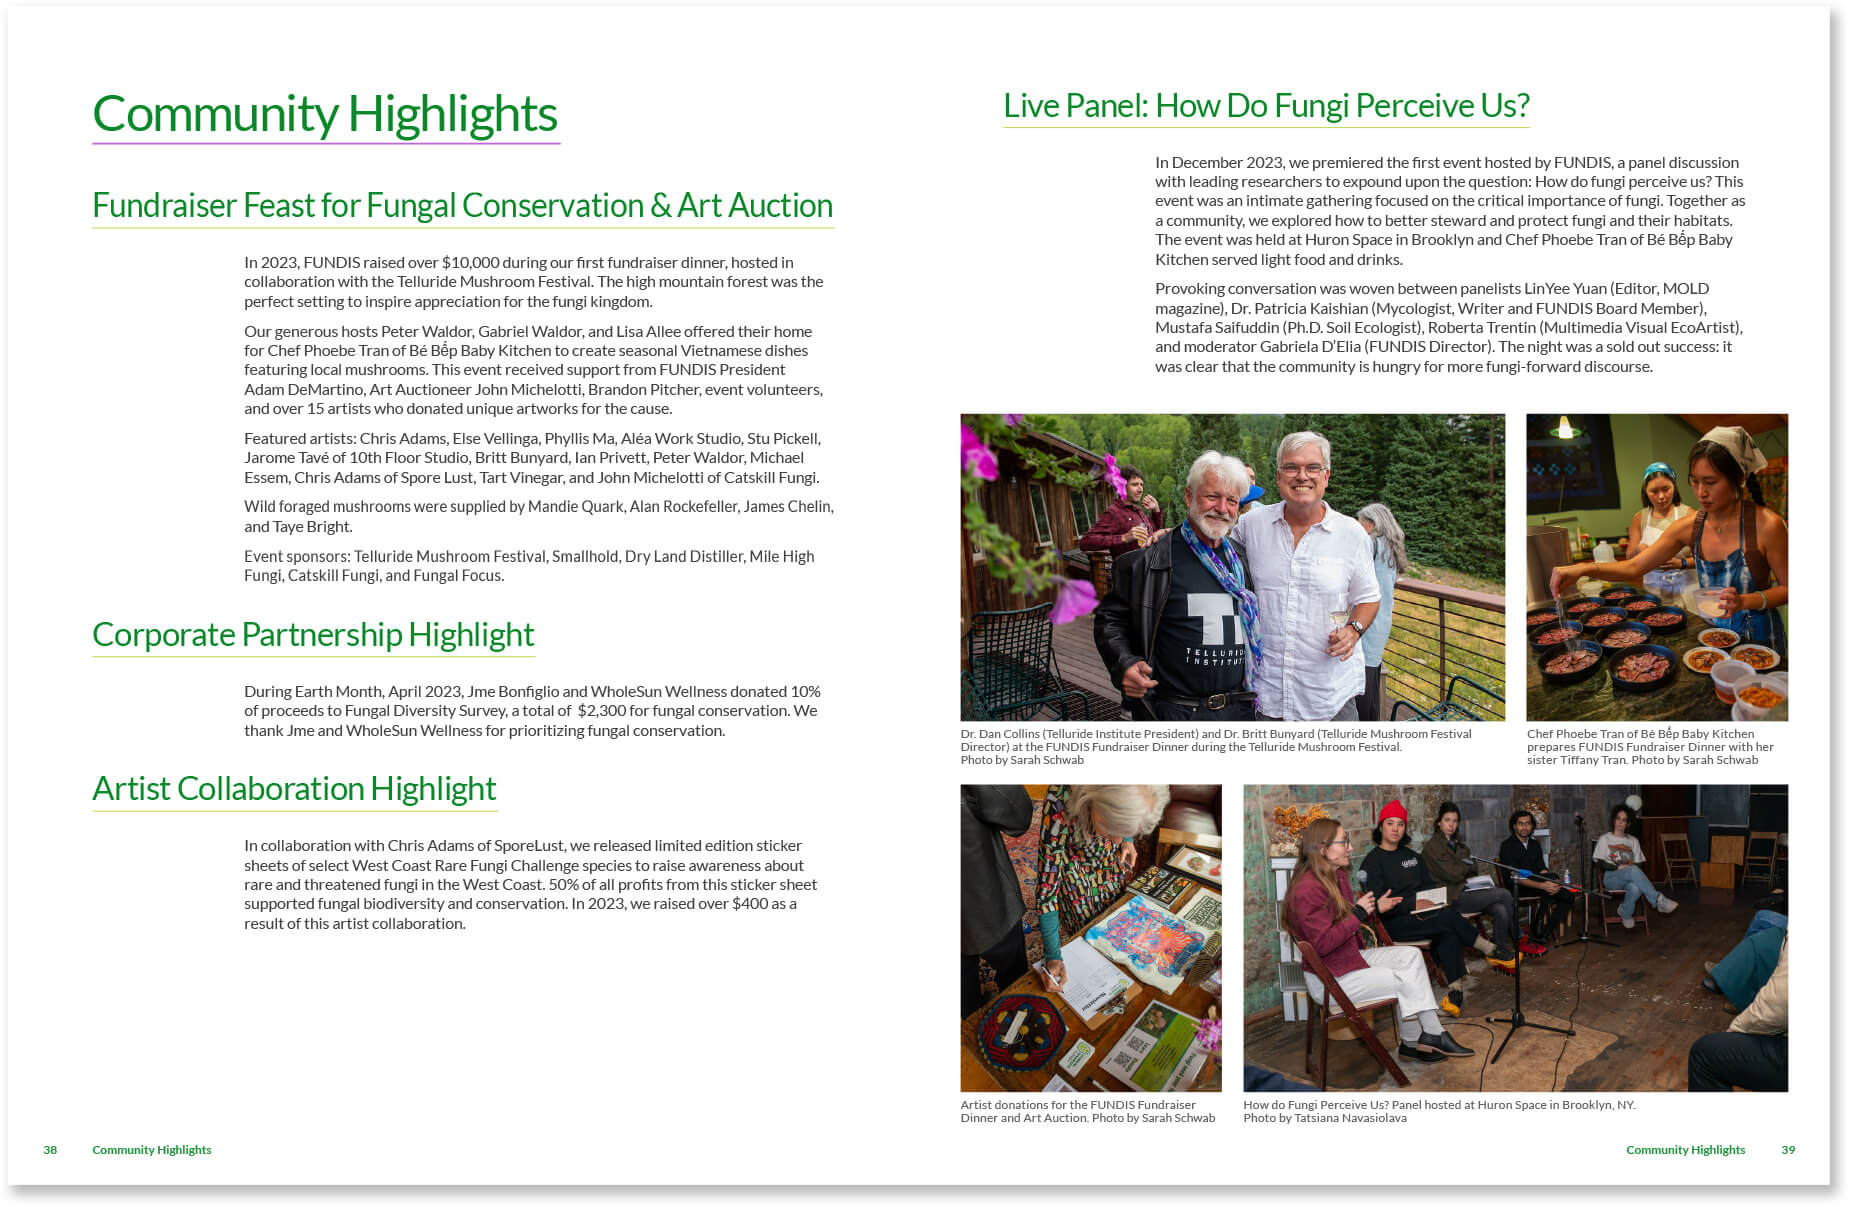 Community Highlights
Fundraiser Feast for Fungal Conservation & Art Auction
In 2023, FUNDIS raised over $10,000 during our first fundraiser dinner, hosted in
collaboration with the Telluride Mushroom Festival. The high mountain forest was the
perfect setting to inspire appreciation for the fungi kingdom.
Our generous hosts Peter Waldor, Gabriel Waldor, and Lisa Allee offered their home
for Chef Phoebe Tran of Bé Bếp Baby Kitchen to create seasonal Vietnamese dishes
featuring local mushrooms. This event received support from FUNDIS President
Adam DeMartino, Art Auctioneer John Michelotti, Brandon Pitcher, event volunteers,
and over 15 artists who donated unique artworks for the cause.
Featured artists: Chris Adams, Else Vellinga, Phyllis Ma, Aléa Work Studio, Stu Pickell,
Jarome Tavé of 10th Floor Studio, Britt Bunyard, Ian Privett, Peter Waldor, Michael
Essem, Chris Adams of Spore Lust, Tart Vinegar, and John Michelotti of Catskill Fungi.
Wild foraged mushrooms were supplied by Mandie Quark, Alan Rockefeller, James Chelin,
and Taye Bright.
Event sponsors: Telluride Mushroom Festival, Smallhold, Dry Land Distiller, Mile High
Fungi, Catskill Fungi, and Fungal Focus.
Corporate Partnership Highlight
During Earth Month, April 2023, Jme Bonfiglio and WholeSun Wellness donated 10%
of proceeds to Fungal Diversity Survey, a total of  $2,300 for fungal conservation. We
thank Jme and WholeSun Wellness for prioritizing fungal conservation.
Artist Collaboration Highlight
In collaboration with Chris Adams of SporeLust, we released limited edition sticker
sheets of select West Coast Rare Fungi Challenge species to raise awareness about
rare and threatened fungi in the West Coast. 50% of all profits from this sticker sheet
supported fungal biodiversity and conservation. In 2023, we raised over $400 as a
result of this artist collaboration.
38 Community Highlights
Live Panel: How Do Fungi Perceive Us?
In December 2023, we premiered the first event hosted by FUNDIS, a panel discussion
with leading researchers to expound upon the question: How do fungi perceive us? This
event was an intimate gathering focused on the critical importance of fungi. Together as
a community, we explored how to better steward and protect fungi and their habitats.
The event was held at Huron Space in Brooklyn and Chef Phoebe Tran of Bé Bếp Baby
Kitchen served light food and drinks.
Provoking conversation was woven between panelists LinYee Yuan (Editor, MOLD
magazine), Dr. Patricia Kaishian (Mycologist, Writer and FUNDIS Board Member),
Mustafa Saifuddin (Ph.D. Soil Ecologist), Roberta Trentin (Multimedia Visual EcoArtist),
and moderator Gabriela D'Elia (FUNDIS Director). The night was a sold out success: it
was clear that the community is hungry for more fungi-forward discourse.
TELLURIDE
INSTITUT
Dr. Dan Collins (Telluride Institute President) and Dr. Britt Bunyard (Telluride Mushroom Festival
Director) at the FUNDIS Fundraiser Dinner during the Telluride Mushroom Festival.
Photo by Sarah Schwab
Chef Phoebe Tran of Bé Bếp Baby Kitchen
prepares FUNDIS Fundraiser Dinner with her
sister Tiffany Tran. Photo by Sarah Schwab
Newsletter
Artist donations for the FUNDIS Fundraiser
Dinner and Art Auction. Photo by Sarah Schwab
How do Fungi Perceive Us? Panel hosted at Huron Space in Brooklyn, NY.
Photo by Tatsiana Navasiolava
Community Highlights 39